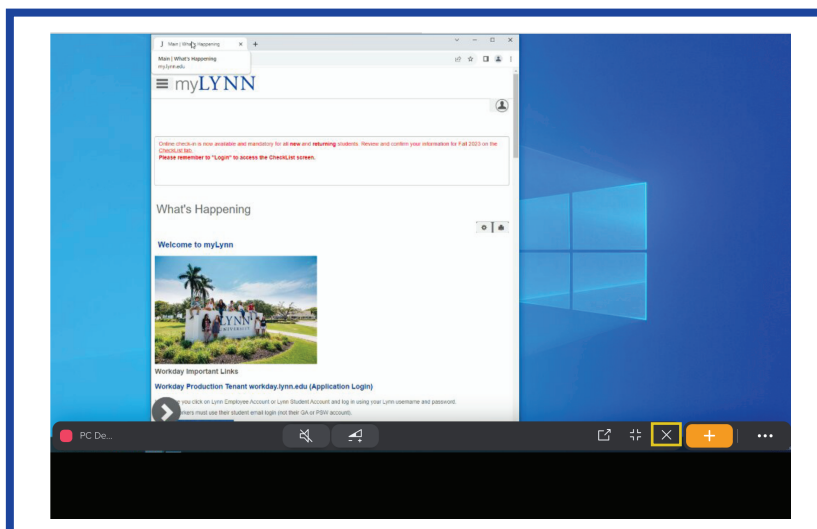 Main | What's Happening
Main | What's Happening
my.lynn.edu
myLYNN
Online check-in is now available and mandatory for all new and returning students. Review and confirm your information for Fall 2023 on the
CheckList tab.
Please remember to "Login" to access the CheckList screen.
What's Happening
Welcome to myLynn
LYNN
UNIVERSITY
Workday Important Links
Workday Production Tenant workday.lynn.edu (Application Login)
you click on Lynn Employee Account or Lynn Student Account and log in using your Lynn username and password.
must use their student email login (not their GA or PSW account).
PC De...